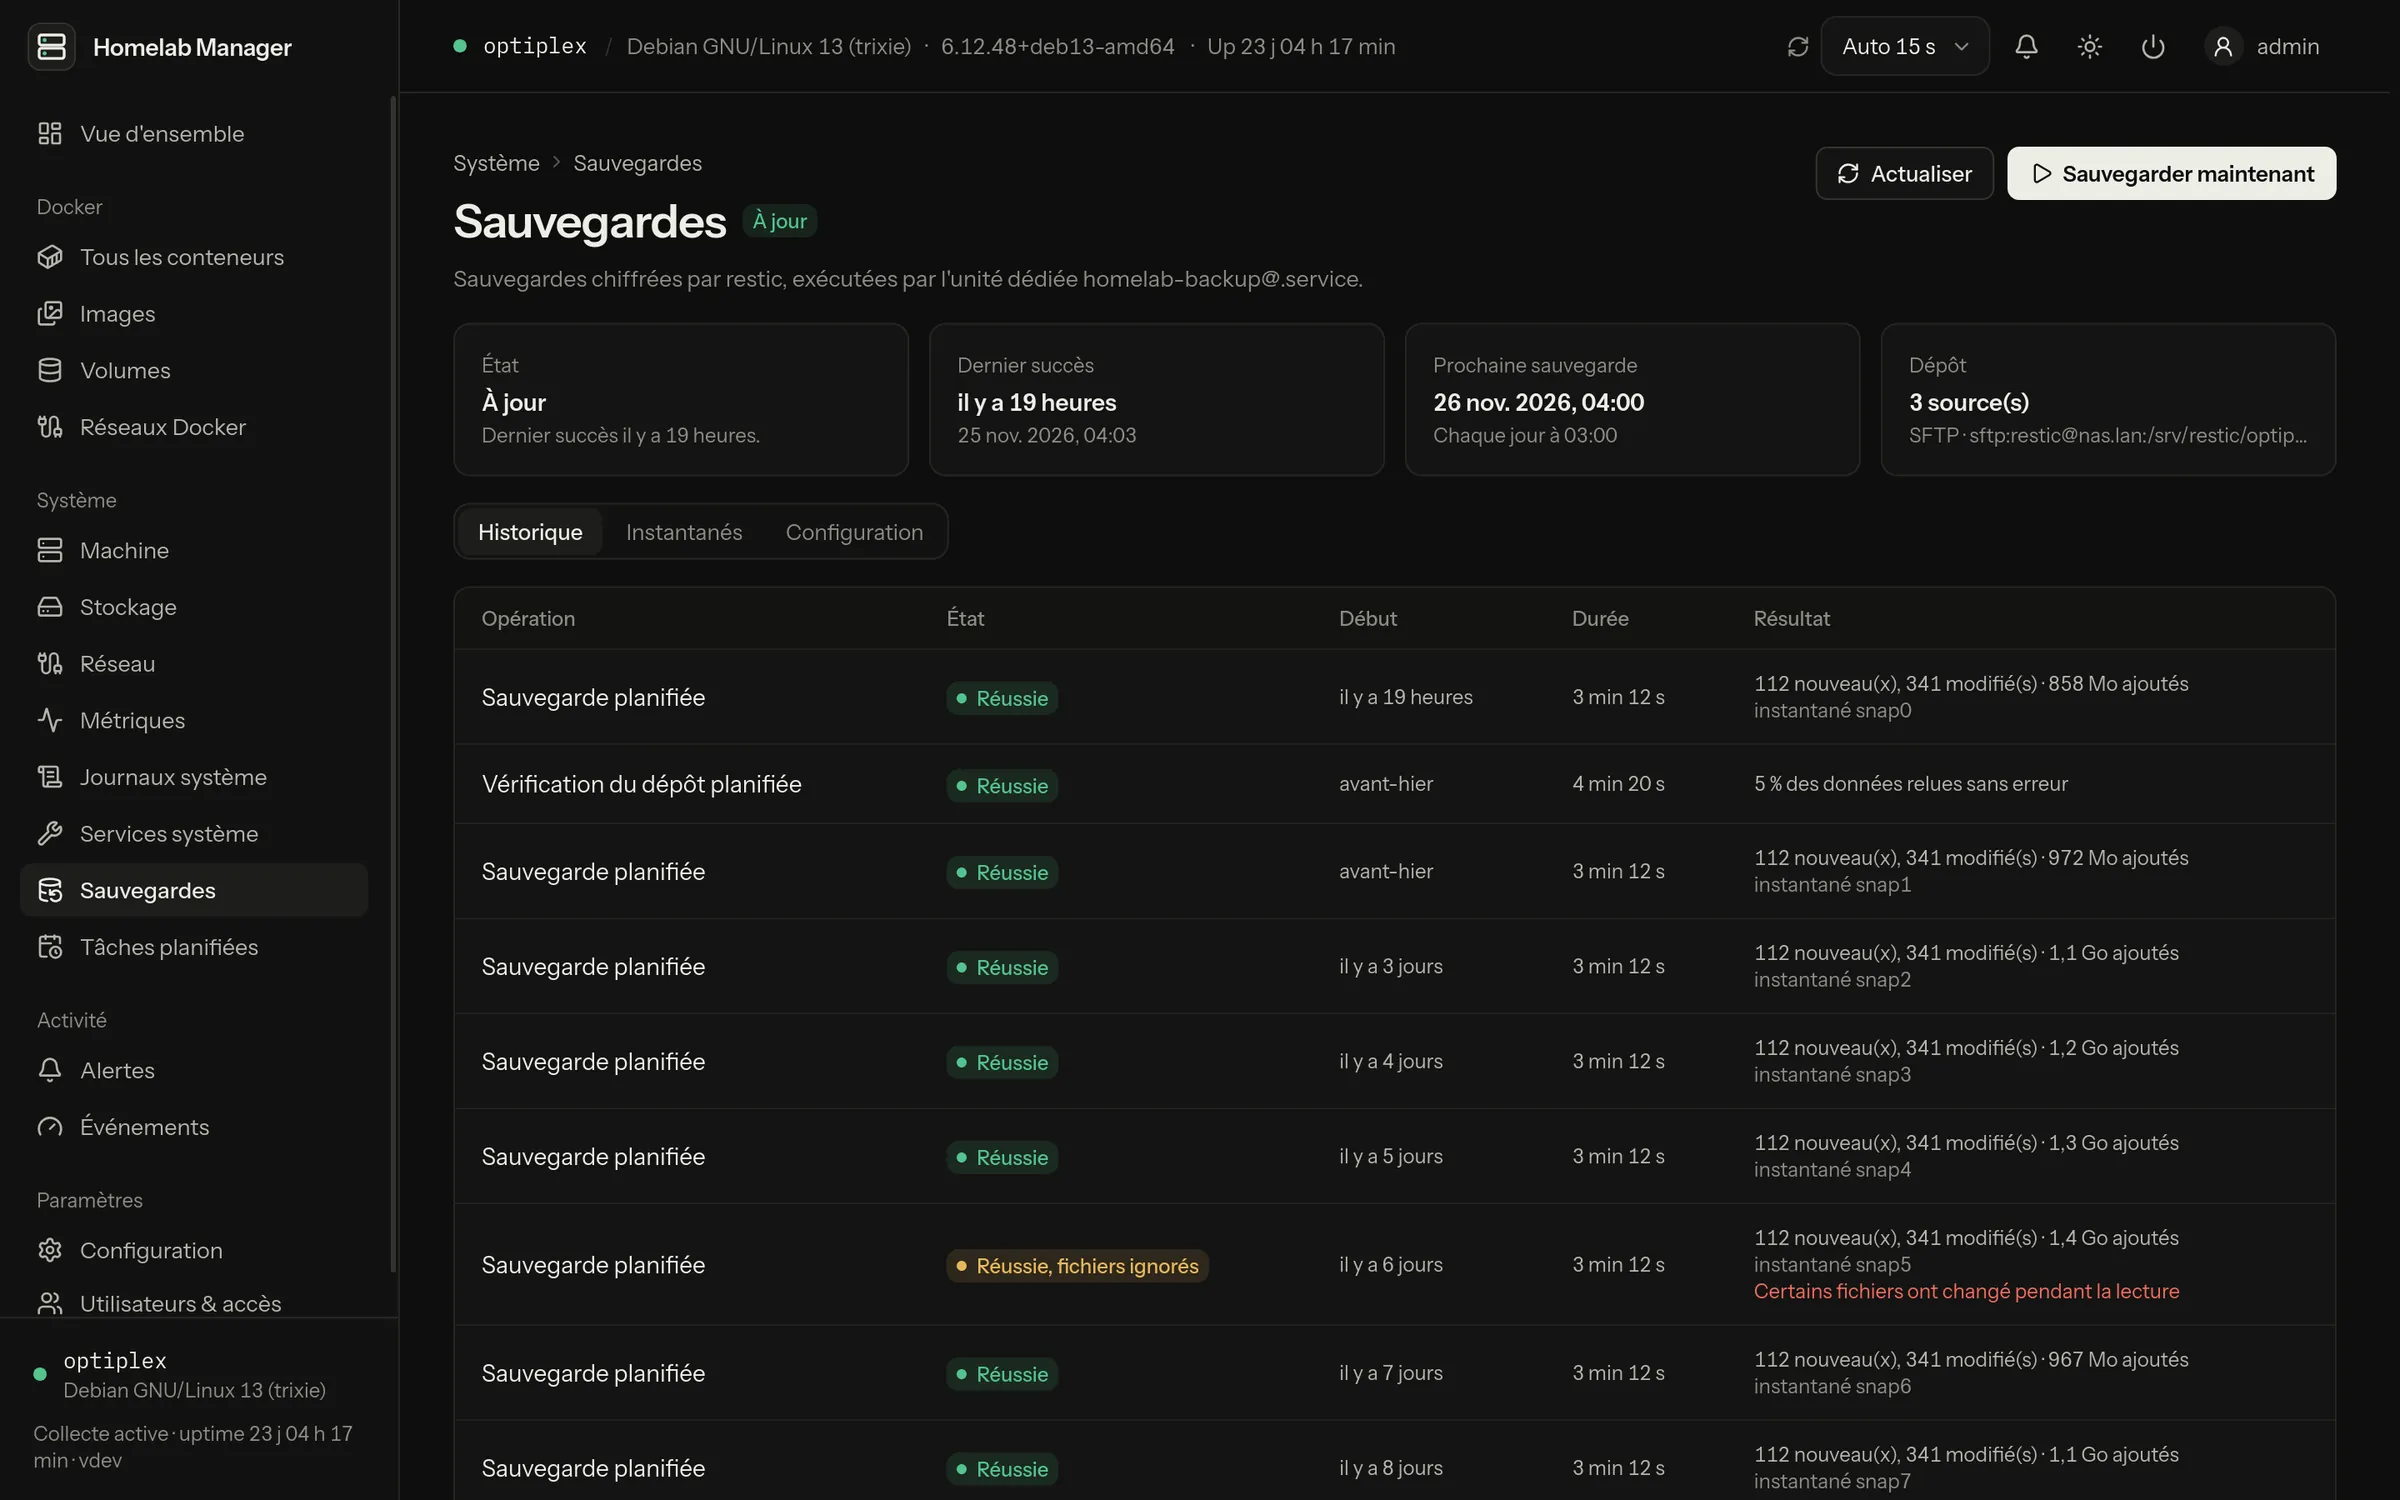 Homelab Manager
Vue d'ensemble
Docker
Tous les conteneurs
Images
Volumes
Réseaux Docker
Système
Machine
Stockage
Réseau
Métriques
Journaux système
Services système
Sauvegardes
Tâches planifiées
Activité
Alertes
Événements
Paramètres
Configuration
Utilisateurs & accès
optiplex
Debian GNU/Linux 13 (trixie)
Collecte active · uptime 23 j 04 h 17
min · vdev
optiplex / Debian GNU/Linux 13 (trixie) · 6.12.48+deb13-amd64 · Up 23 j 04 h 17 min
Auto 15 s
admin
Système > Sauvegardes
Actualiser
Sauvegarder maintenant
Sauvegardes À jour
Sauvegardes chiffrées par restic, exécutées par l'unité dédiée homelab-backup@.service.
État
À jour
Dernier succès il y a 19 heures.
Dernier succès
il y a 19 heures
25 nov. 2026, 04:03
Prochaine sauvegarde
26 nov. 2026, 04:00
Chaque jour à 03:00
Dépôt
3 source(s)
SFTP · sftp:restic@nas.lan:/srv/restic/optip...
Historique Instantanés Configuration
Opération État Début Durée Résultat
Sauvegarde planifiée Réussie il y a 19 heures 3 min 12 s 112 nouveau(x), 341 modifié(s) · 858 Mo ajoutés
instantané snap0
Vérification du dépôt planifiée Réussie avant-hier 4 min 20 s 5 % des données relues sans erreur
Sauvegarde planifiée Réussie avant-hier 3 min 12 s 112 nouveau(x), 341 modifié(s) · 972 Mo ajoutés
instantané snap1
Sauvegarde planifiée Réussie il y a 3 jours 3 min 12 s 112 nouveau(x), 341 modifié(s) · 1,1 Go ajoutés
instantané snap2
Sauvegarde planifiée Réussie il y a 4 jours 3 min 12 s 112 nouveau(x), 341 modifié(s) · 1,2 Go ajoutés
instantané snap3
Sauvegarde planifiée Réussie il y a 5 jours 3 min 12 s 112 nouveau(x), 341 modifié(s) · 1,3 Go ajoutés
instantané snap4
Sauvegarde planifiée Réussie, fichiers ignorés il y a 6 jours 3 min 12 s 112 nouveau(x), 341 modifié(s) · 1,4 Go ajoutés
instantané snap5
Certains fichiers ont changé pendant la lecture
Sauvegarde planifiée Réussie il y a 7 jours 3 min 12 s 112 nouveau(x), 341 modifié(s) · 967 Mo ajoutés
instantané snap6
Sauvegarde planifiée Réussie il y a 8 jours 3 min 12 s 112 nouveau(x), 341 modifié(s) · 1,1 Go ajoutés
instantané snap7